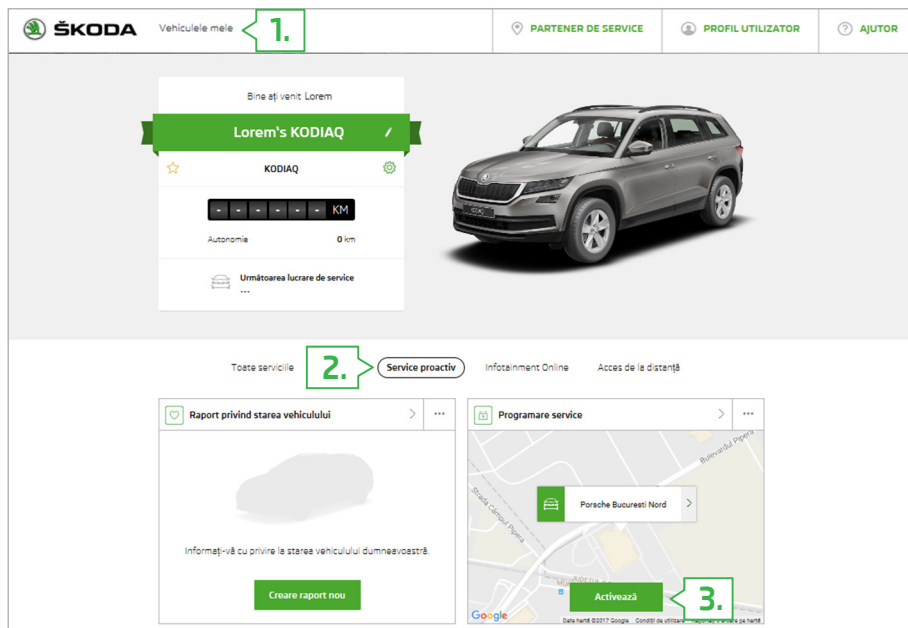 ŠKODA Vehiculele mele 1. PARTENER DE SERVICE PROFIL UTILIZATOR AJUTOR
Bine ați venit Lorem
Lorem's KODIAQ
KODIAQ
- - - - - - KM
Autonomie 0 km
Următoarea lucrare de service
...
Toate serviciile 2. Service proactiv Infotainment Online Acces de la distanță
Raport privind starea vehiculului
Programare service
Bulevardul Pipera
Strada Câmpul Pipera
Porsche Bucuresti Nord
Informați-vă cu privire la starea vehiculului dumneavoastră.
Creare raport nou
Activează 3.
Google Date hartă ©2017 Google Condiții de utilizare